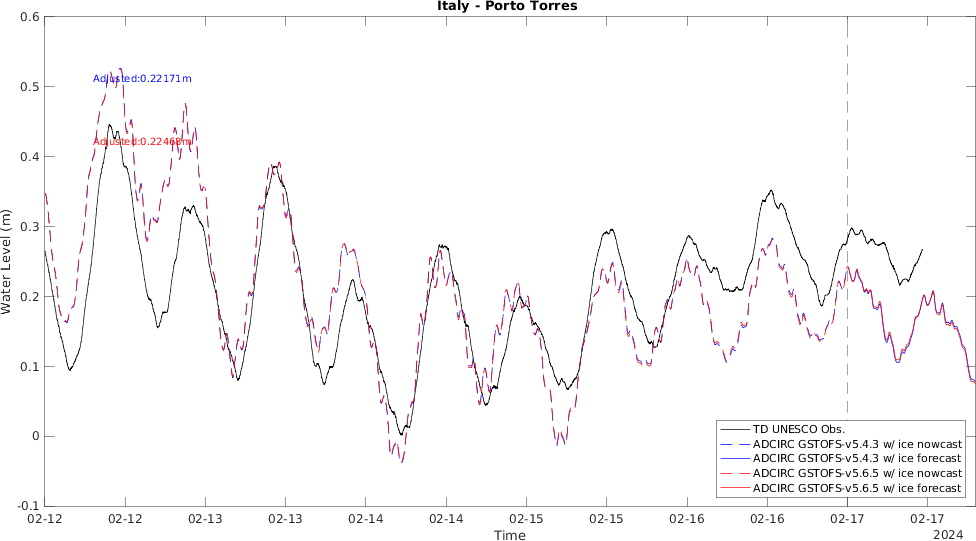 Italy - Porto Torres
0.6
0.5
0.4
0.3
0.2
0.1
0
-0.1
Water Level (m)
Adjusted:0.22171m
Adjusted:0.22463m
TD UNESCO Obs.
ADCIRC GSTOFS-v5.4.3 w/ ice nowcast
ADCIRC GSTOFS-v5.4.3 w/ ice forecast
ADCIRC GSTOFS-v5.6.5 w/ ice nowcast
ADCIRC GSTOFS-v5.6.5 w/ ice forecast
02-12 02-12 02-13 02-13 02-14 02-14 02-15 02-15 02-16 02-16 02-17 02-17
Time
2024